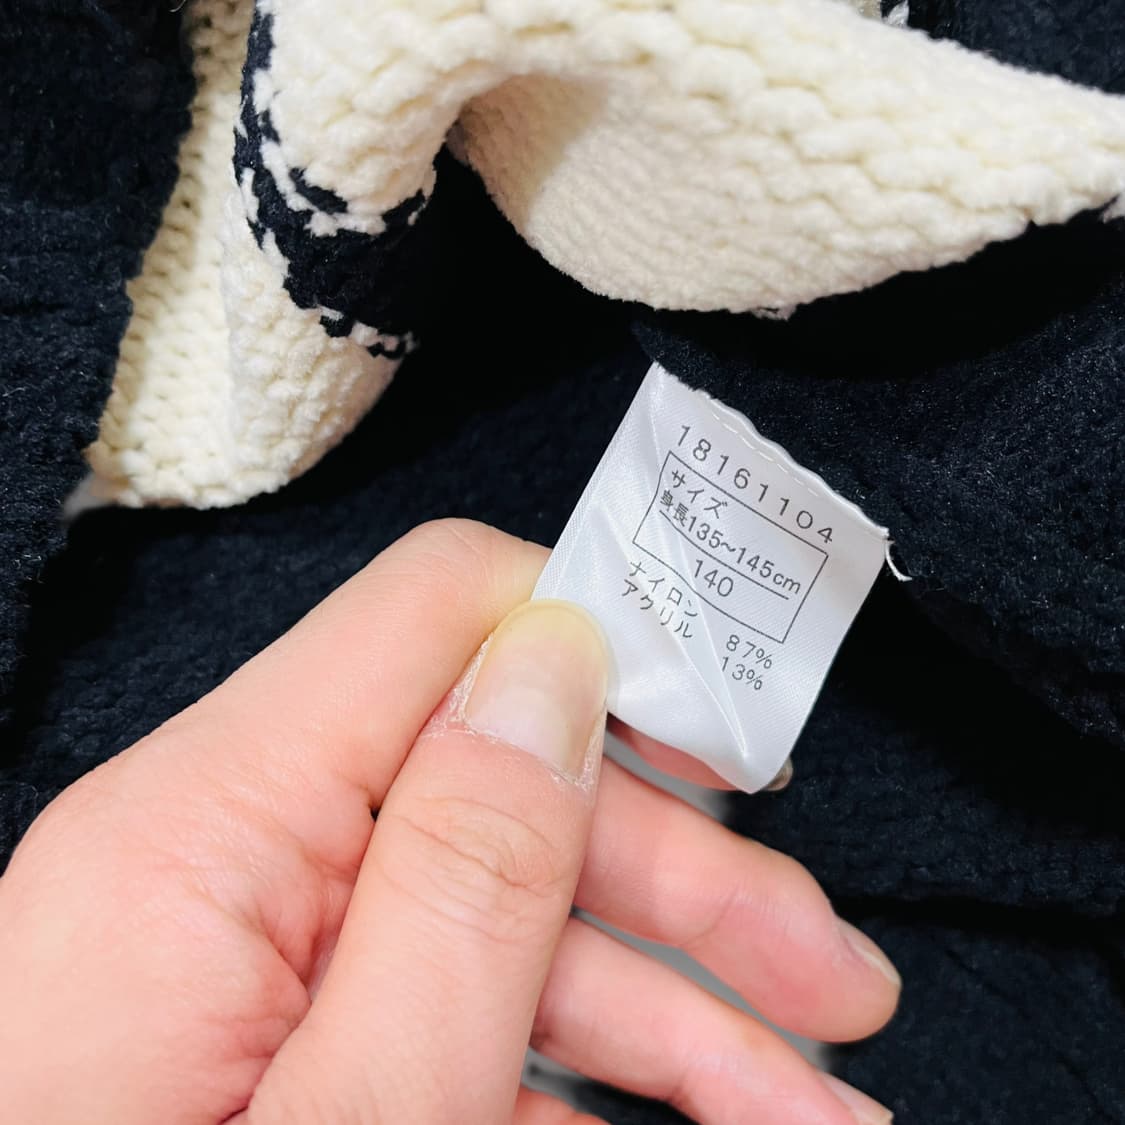 18161104
サイズ
身長135~145cm
140
ナイロン 87%
アクリル 13%